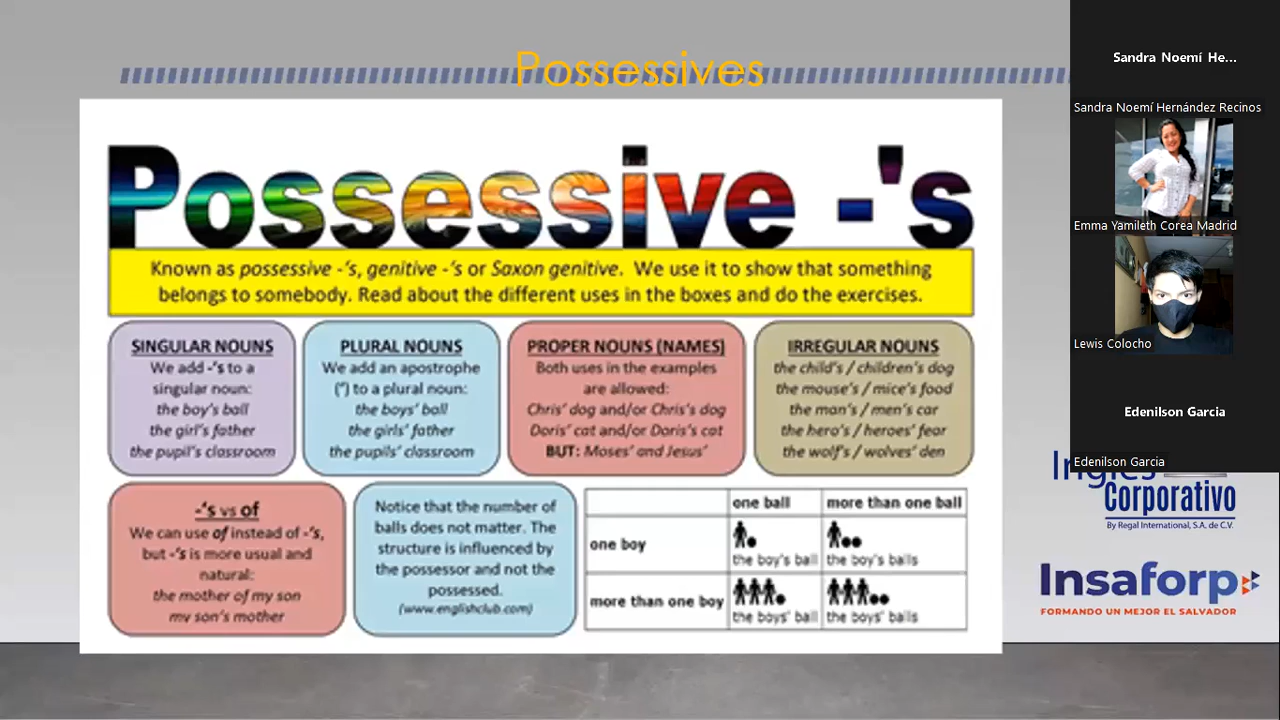 Possessives
Possessive -'s
Known as possessive -'s, genitive -'s or Saxon genitive. We use it to show that something
belongs to somebody. Read about the different uses in the boxes and do the exercises.
SINGULAR NOUNS
We add -'s to a
singular noun:
the boy's ball
the girl's father
the pupil's classroom
PLURAL NOUNS
We add an apostrophe
(') to a plural noun:
the boys' ball
the girls' father
the pupils' classroom
PROPER NOUNS (NAMES)
Both uses in the examples
are allowed:
Chris' dog and/or Chris's dog
Doris' cat and/or Doris's cat
BUT: Moses' and Jesus'
IRREGULAR NOUNS
the child's / children's dog
the mouse's / mice's food
the man's / men's car
the hero's / heroes' fear
the wolf's / wolves' den
-'s vs of
We can use of instead of -'s,
but -'s is more usual and
natural:
the mother of my son
my son's mother
Notice that the number of
balls does not matter. The
structure is influenced by
the possessor and not the
possessed.
(www.englishclub.com)
one ball more than one ball
one boy
the boy's ball the boy's balls
more than one boy
the boys' ball the boys' balls
Sandra Noemí He...
Sandra Noemí Hernández Recinos
Emma Yamileth Corea Madrid
Lewis Colocho
Edenilson Garcia
Edenilson Garcia
Inglés
Corporativo
By Regal International, S.A. de C.V.
Insaforp
FORMANDO UN MEJOR EL SALVADOR